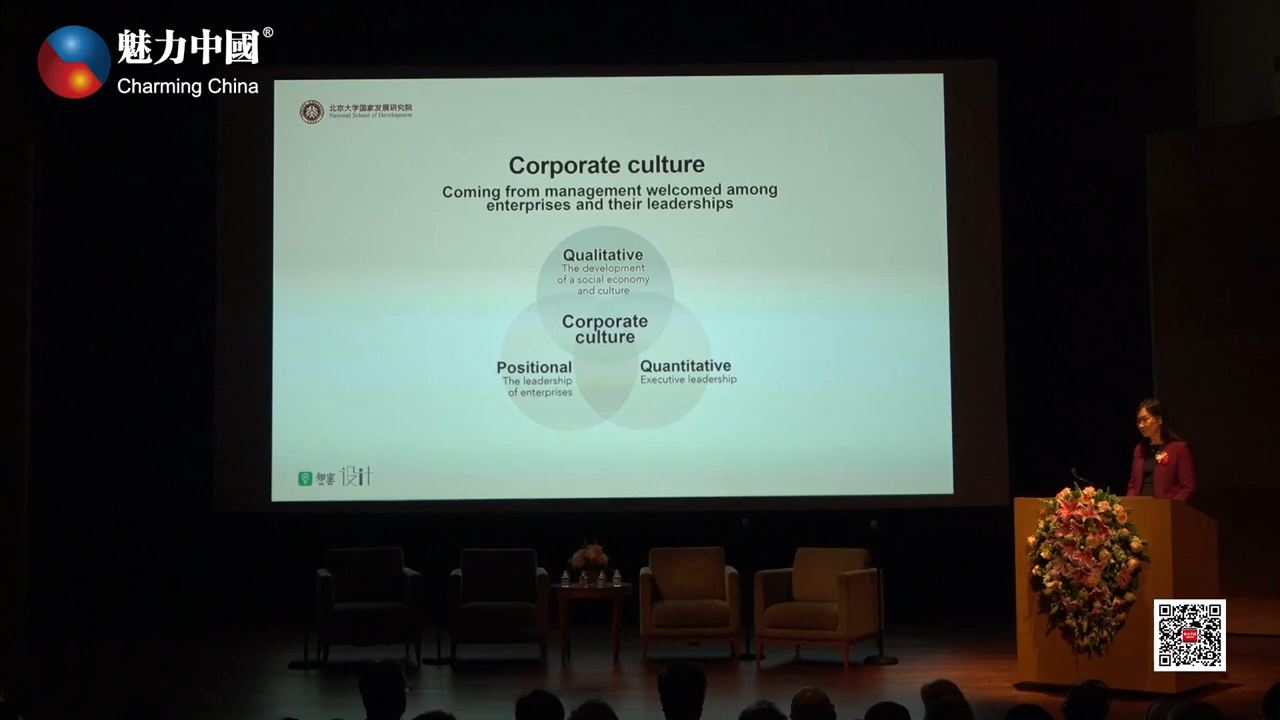 魅力中國®
Charming China
北京大学国家发展研究院
National School of Development
Corporate culture
Coming from management welcomed among
enterprises and their leaderships
Qualitative
The development
of a social economy
and culture
Corporate
culture
Positional
The leadership
of enterprises
Quantitative
Executive leadership
设计